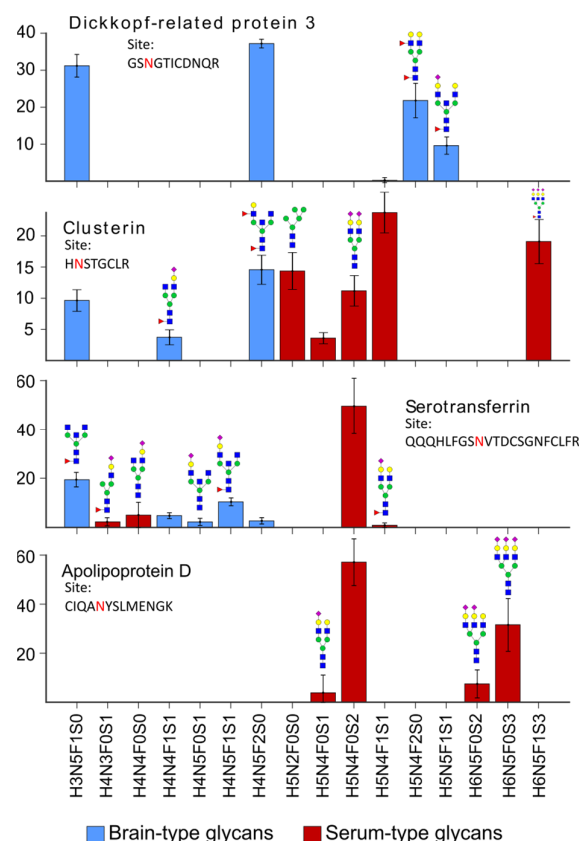 Dickkopf-related protein 3
Site:
GSNGTICDNQR
40
30
20
10
Clusterin
Site:
HNSTGCLR
20
15
10
5
Serotransferrin
Site:
QQQHLFGSNVTDCSGNFCLFR
60
40
20
Apolipoprotein D
Site:
CIQANYSLMENGK
60
40
20
H3N5F1S0
H4N3F0S1
H4N4F0S0
H4N4F1S1
H4N5F0S1
H4N5F1S1
H4N5F2S0
H5N2F0S0
H5N4F0S1
H5N4F0S2
H5N4F1S1
H5N4F2S0
H5N5F1S1
H6N5F0S2
H6N5F0S3
H6N5F1S3
Brain-type glycans
Serum-type glycans